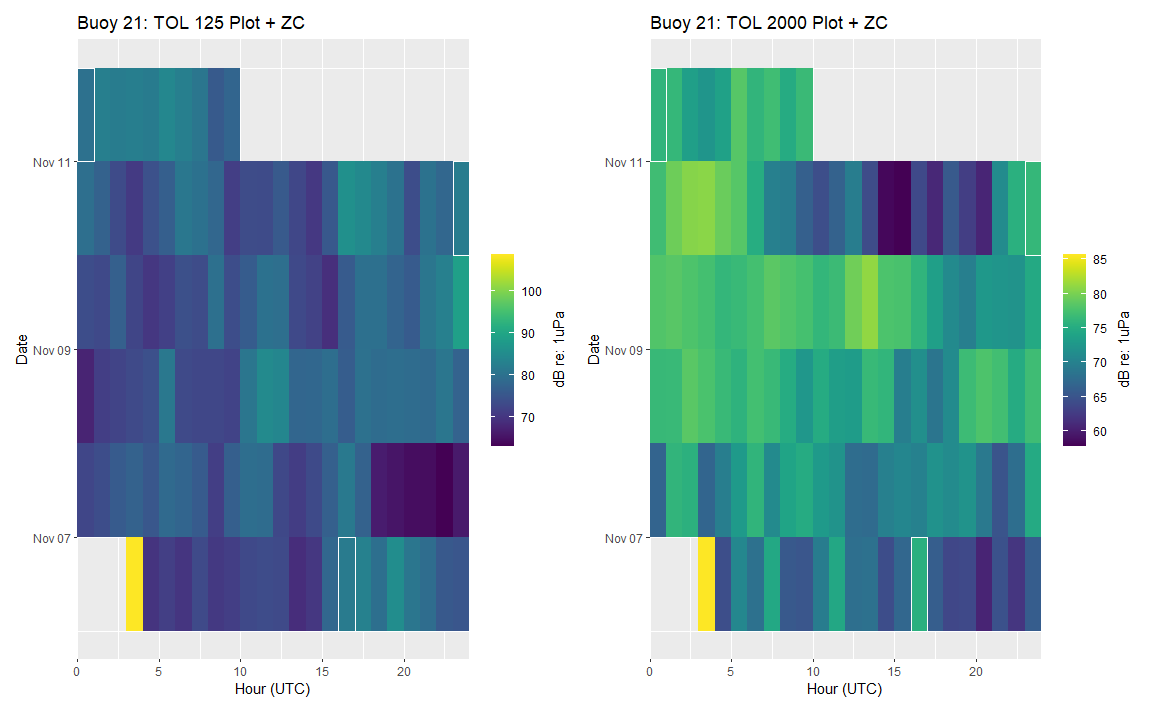 Buoy 21: TOL 125 Plot + ZC
Nov 11
Nov 09
Nov 07
Date
0 5 10 15 20
Hour (UTC)
100
90
80
70
dB re: 1uPa
Buoy 21: TOL 2000 Plot + ZC
Nov 11
Nov 09
Nov 07
Date
0 5 10 15 20
Hour (UTC)
85
80
75
70
65
60
dB re: 1uPa